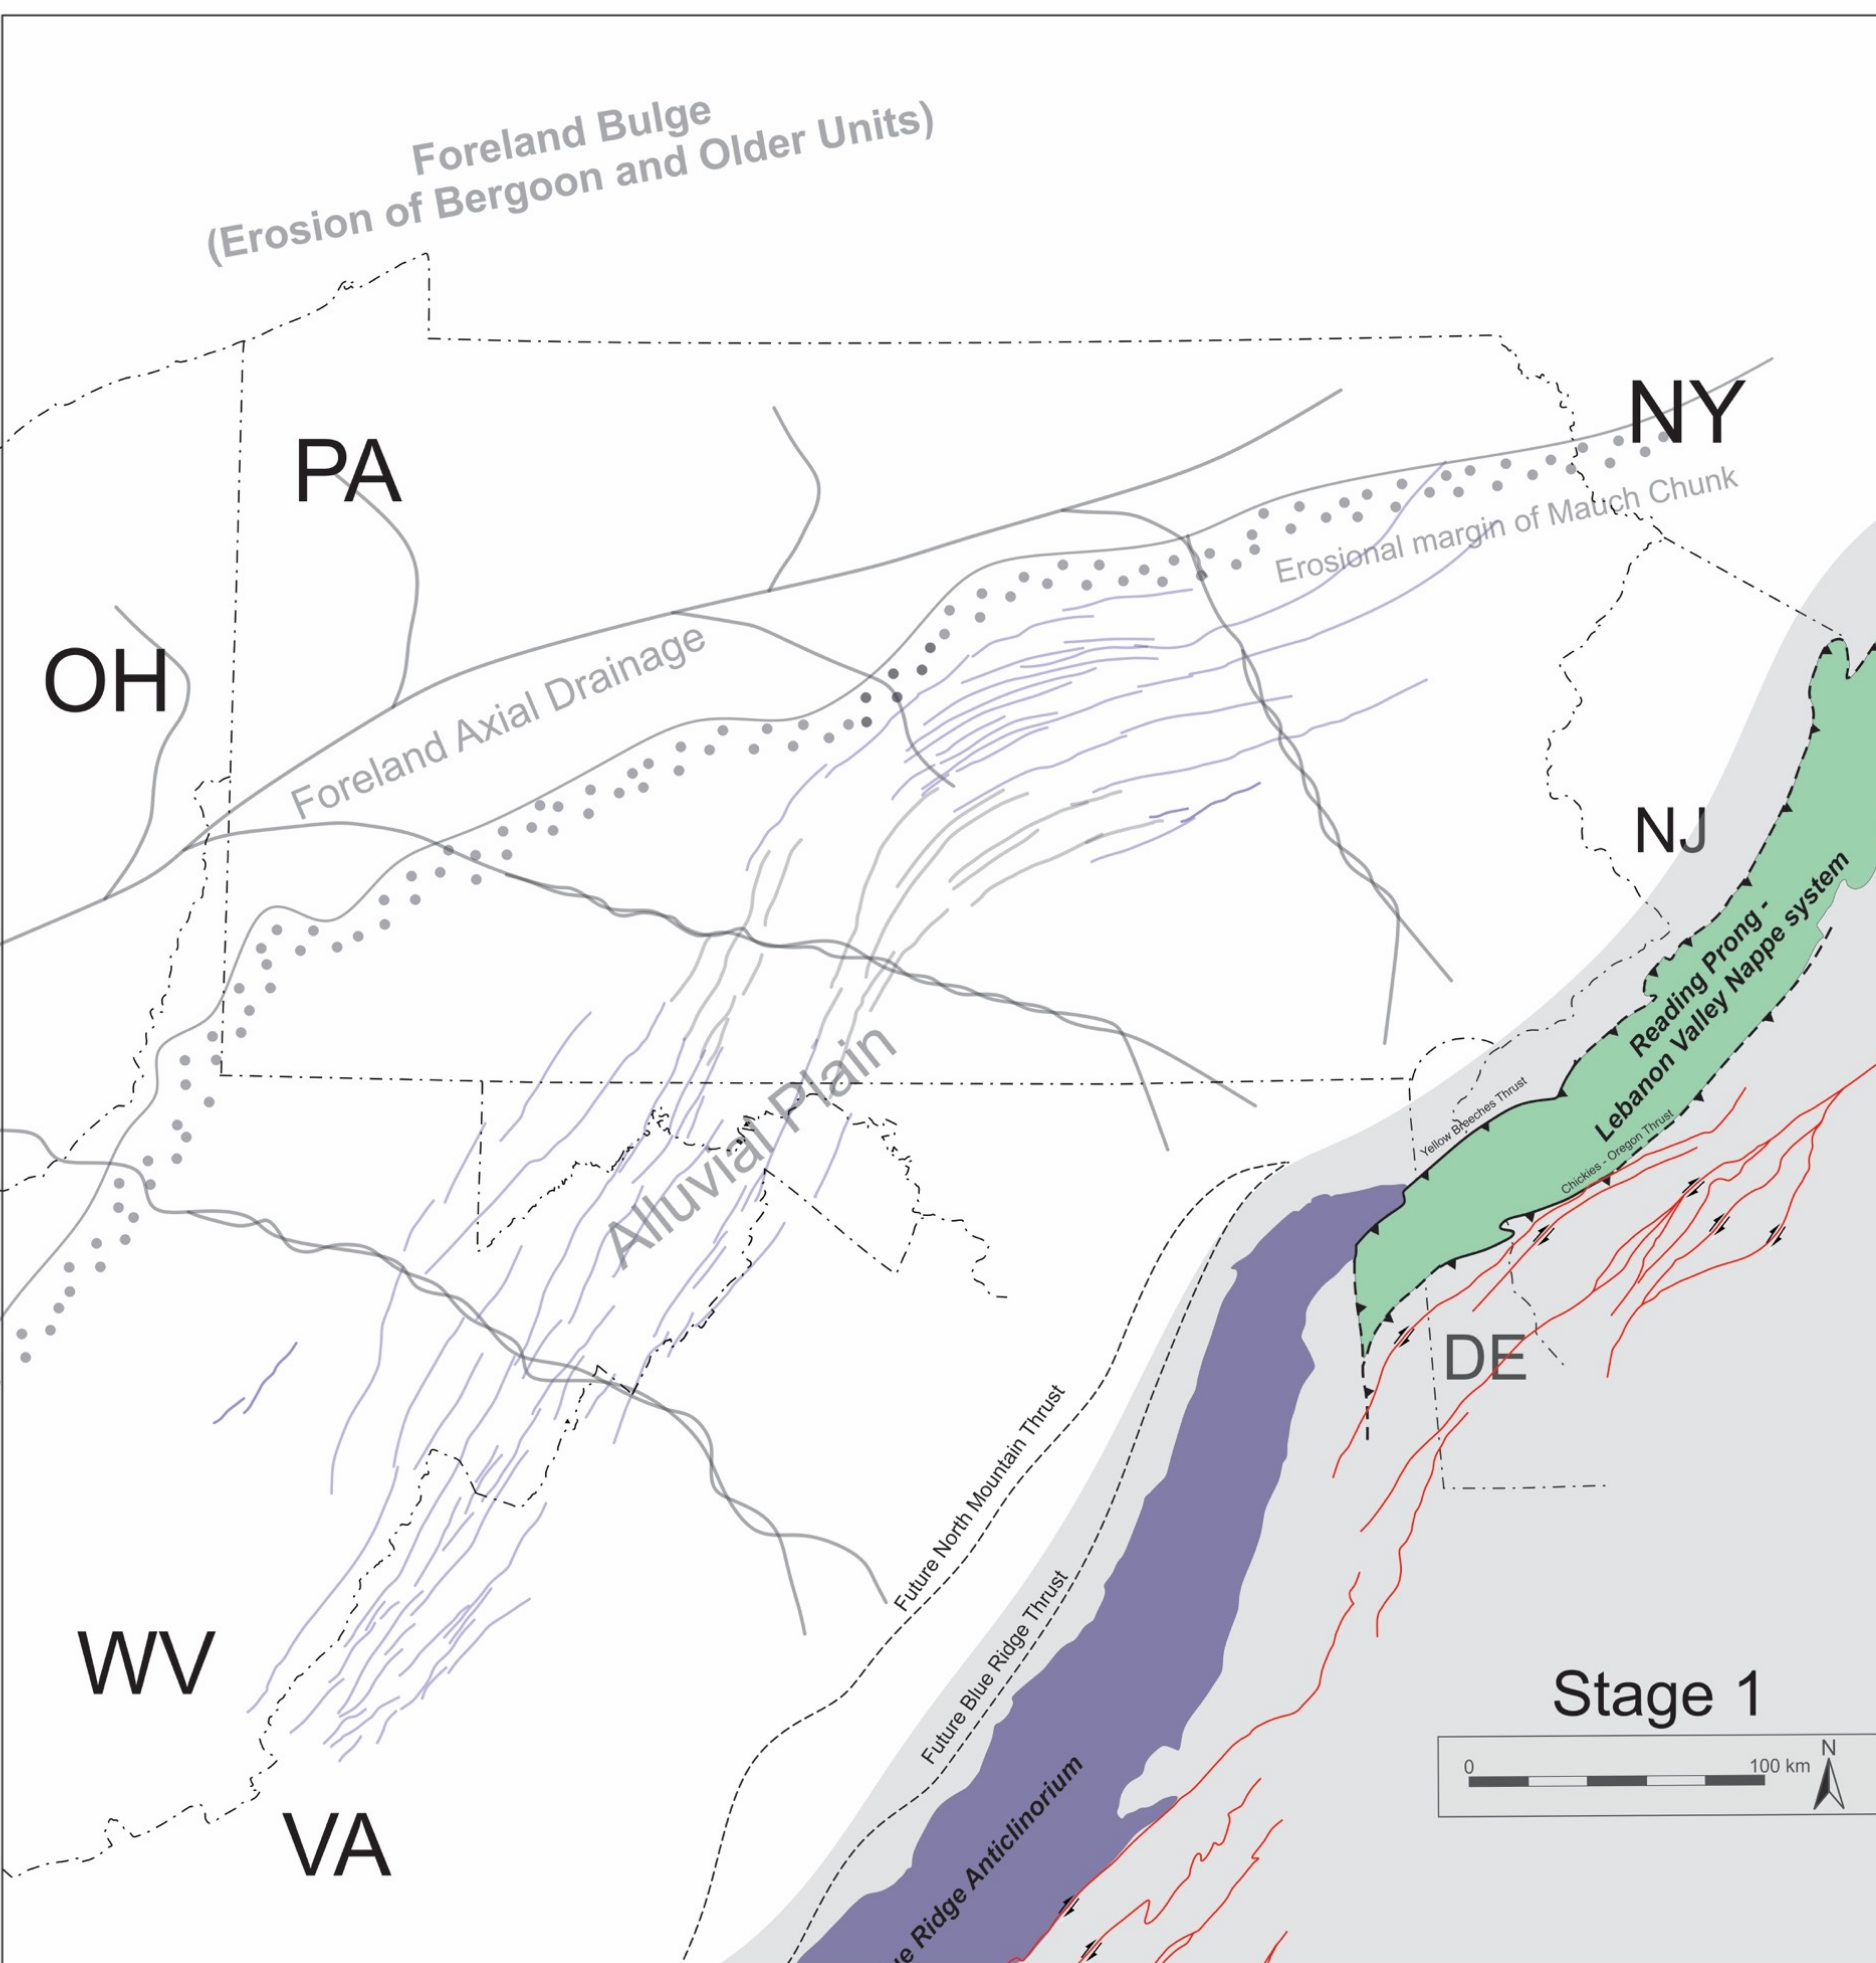 Foreland Bulge
(Erosion of Bergoon and Older Units)
NY
PA
Erosional margin of Mauch Chunk
OH
Foreland Axial Drainage
NJ
Reading Prong -
Lebanon Valley Nappe system
Yellow Breeches Thrust
Chickies - Oregon Thrust
Alluvial Plain
DE
Future North Mountain Thrust
Future Blue Ridge Thrust
WV
Stage 1
N
0 100 km
ue Ridge Anticlinorium
VA